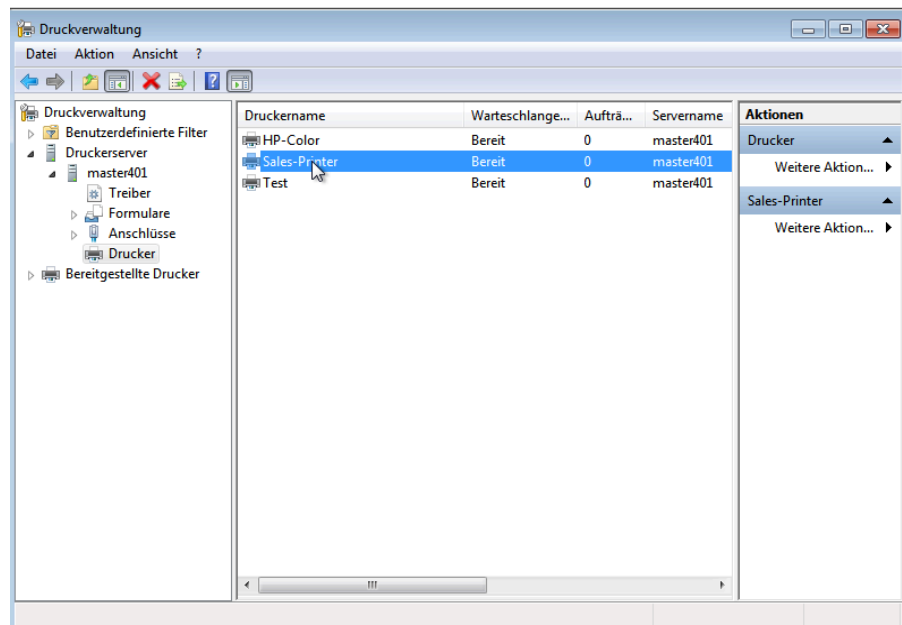 Druckverwaltung
Datei Aktion Ansicht ?
Druckverwaltung
Benutzerdefinierte Filter
Druckerserver
master401
Treiber
Formulare
Anschlüsse
Drucker
Bereitgestellte Drucker
Druckername Warteschlange... Aufträ... Servername
HP-Color Bereit 0 master401
Sales-Printer Bereit 0 master401
Test Bereit 0 master401
Aktionen
Drucker
Weitere Aktion...
Sales-Printer
Weitere Aktion...